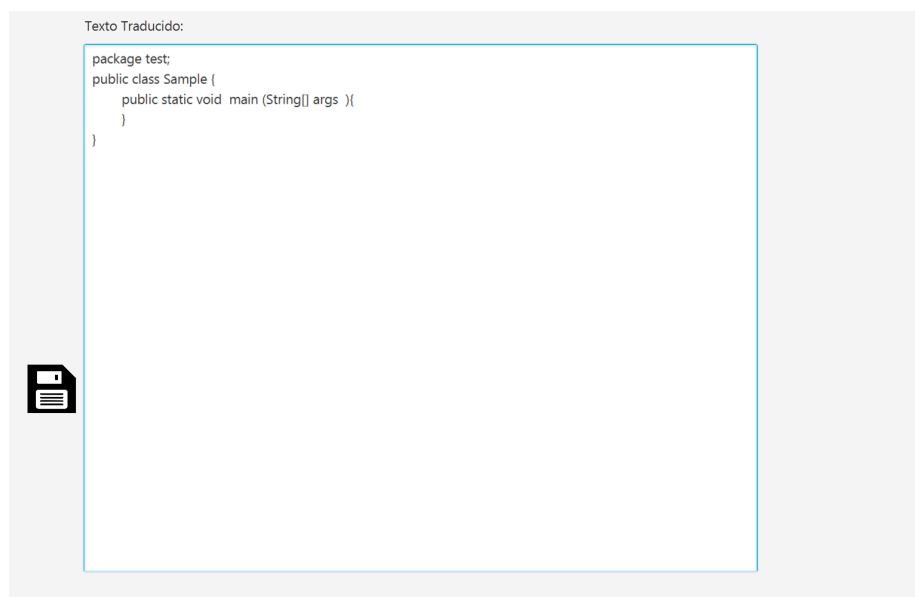 Texto Traducido:
package test;
public class Sample {
        public static void  main (String[] args  ){
        }
}